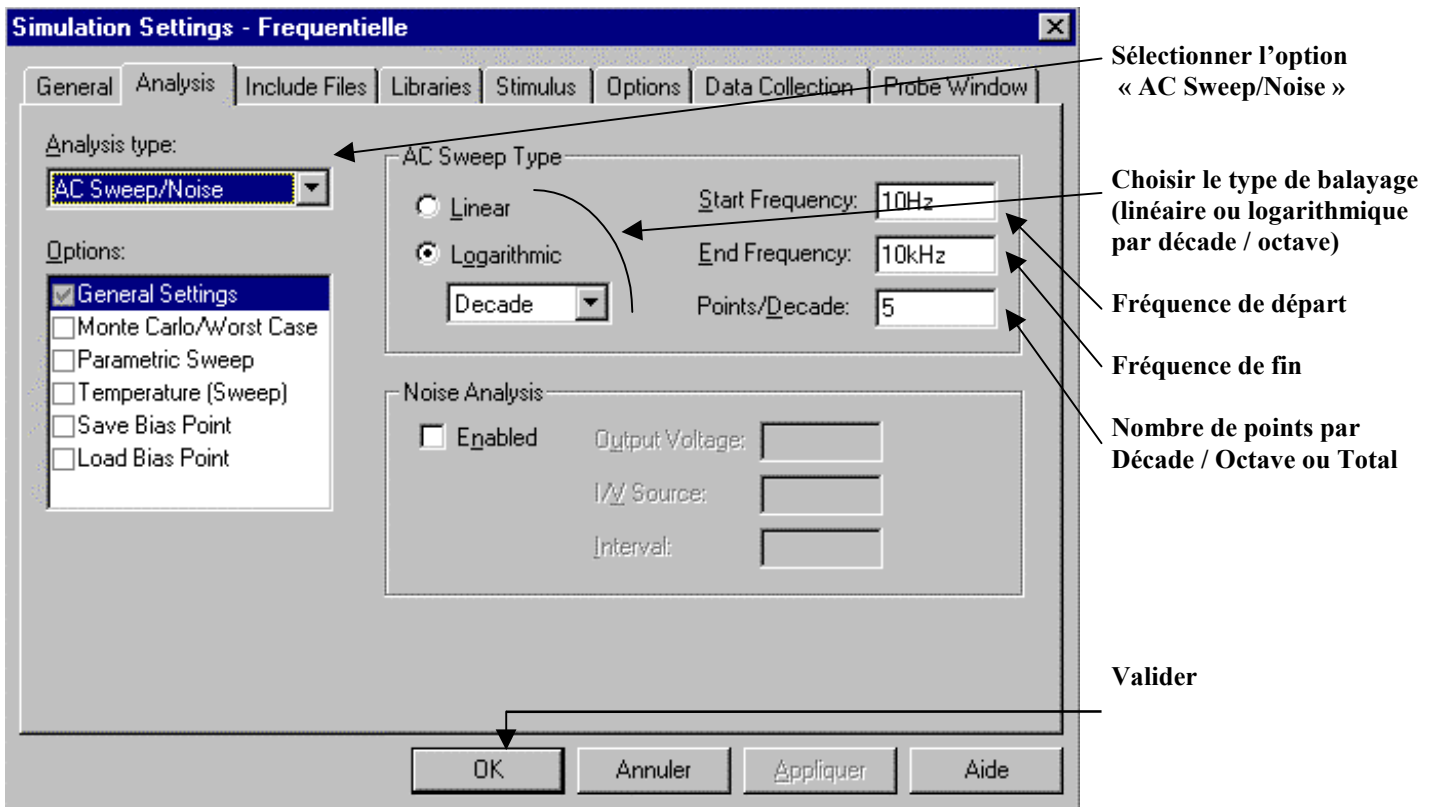 Simulation Settings - Frequentielle
General Analysis Include Files Libraries Stimulus Options Data Collection Probe Window
Analysis type:
AC Sweep/Noise
Options:
General Settings
Monte Carlo/Worst Case
Parametric Sweep
Temperature (Sweep)
Save Bias Point
Load Bias Point
AC Sweep Type
Linear
Logarithmic
Decade
Start Frequency: 10Hz
End Frequency: 10kHz
Points/Decade: 5
Noise Analysis
Enabled
Output Voltage:
I/V Source:
Interval:
OK Annuler Appliquer Aide
Sélectionner l’option
« AC Sweep/Noise »
Choisir le type de balayage
(linéaire ou logarithmique
par décade / octave)
Fréquence de départ
Fréquence de fin
Nombre de points par
Décade / Octave ou Total
Valider